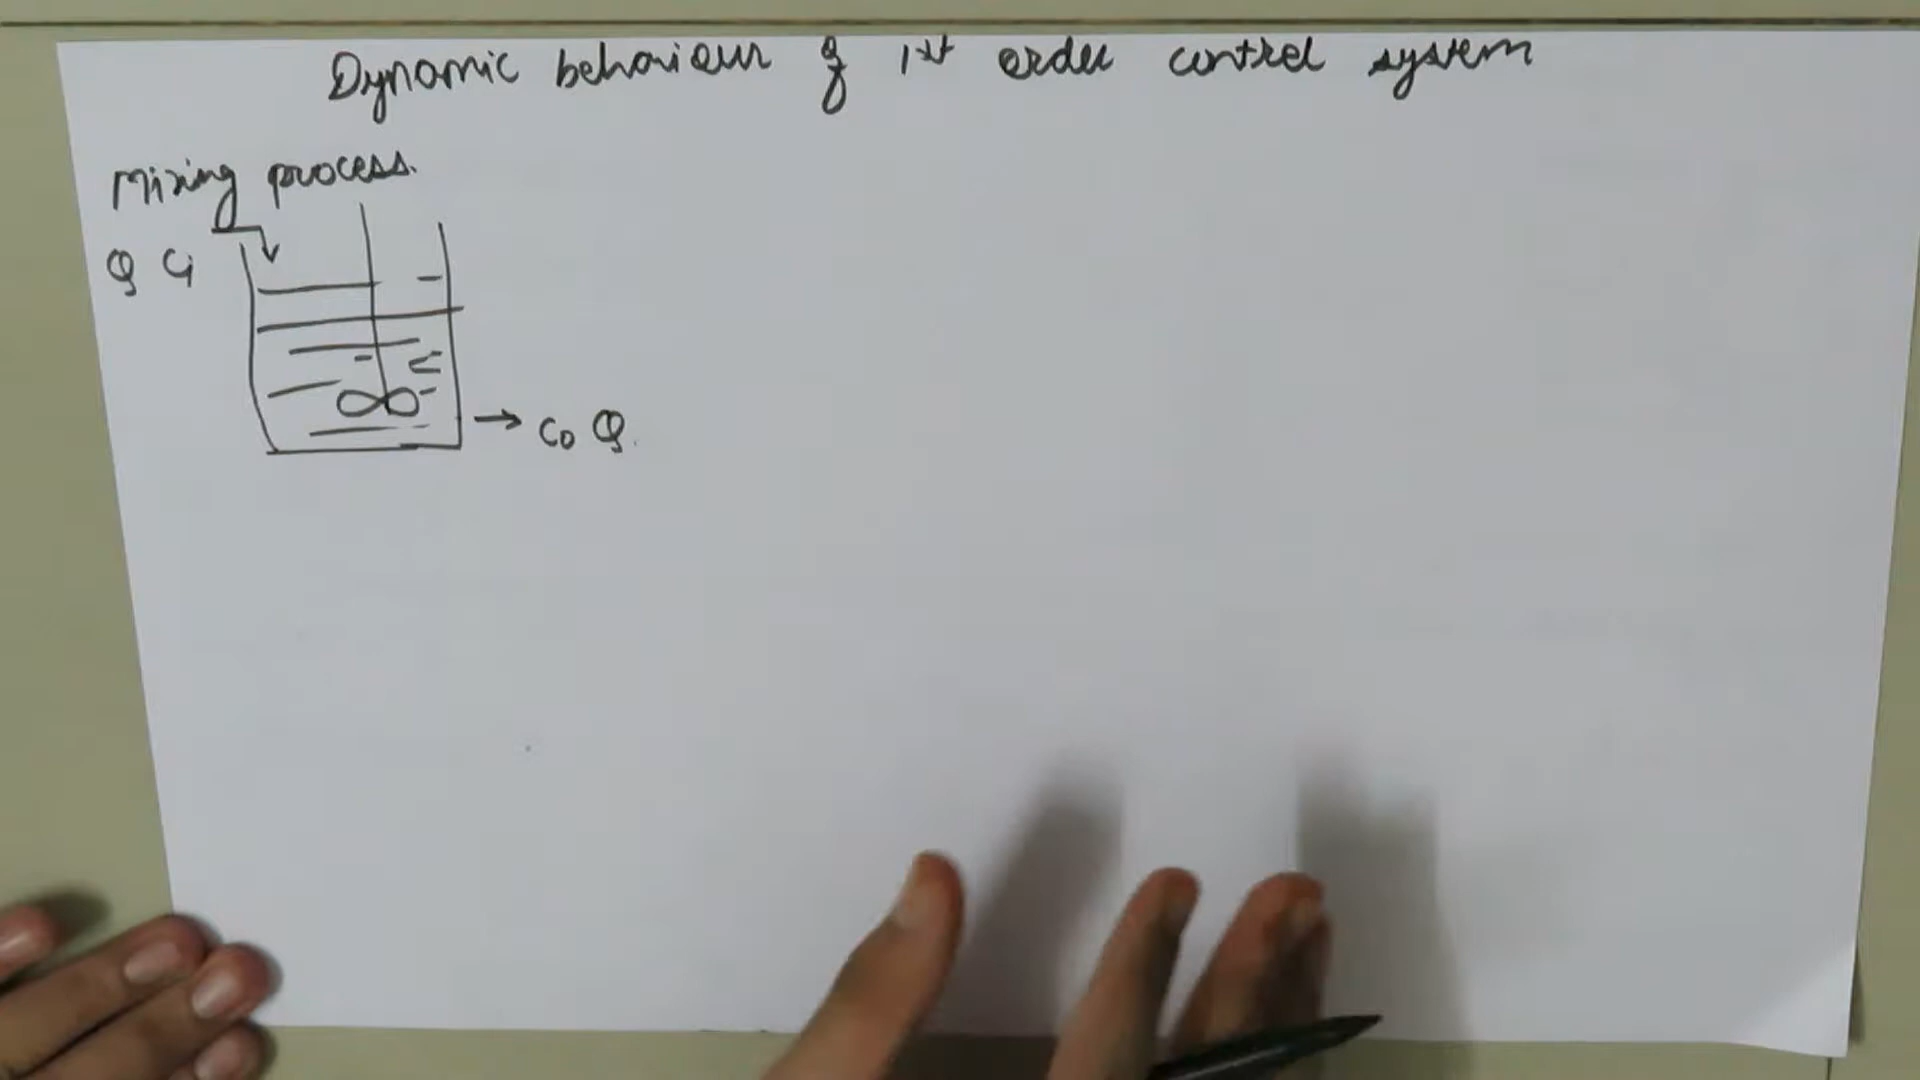 Dynamic behaviour of 1st order control system
Mixing process.
Q Ci
Co Q.